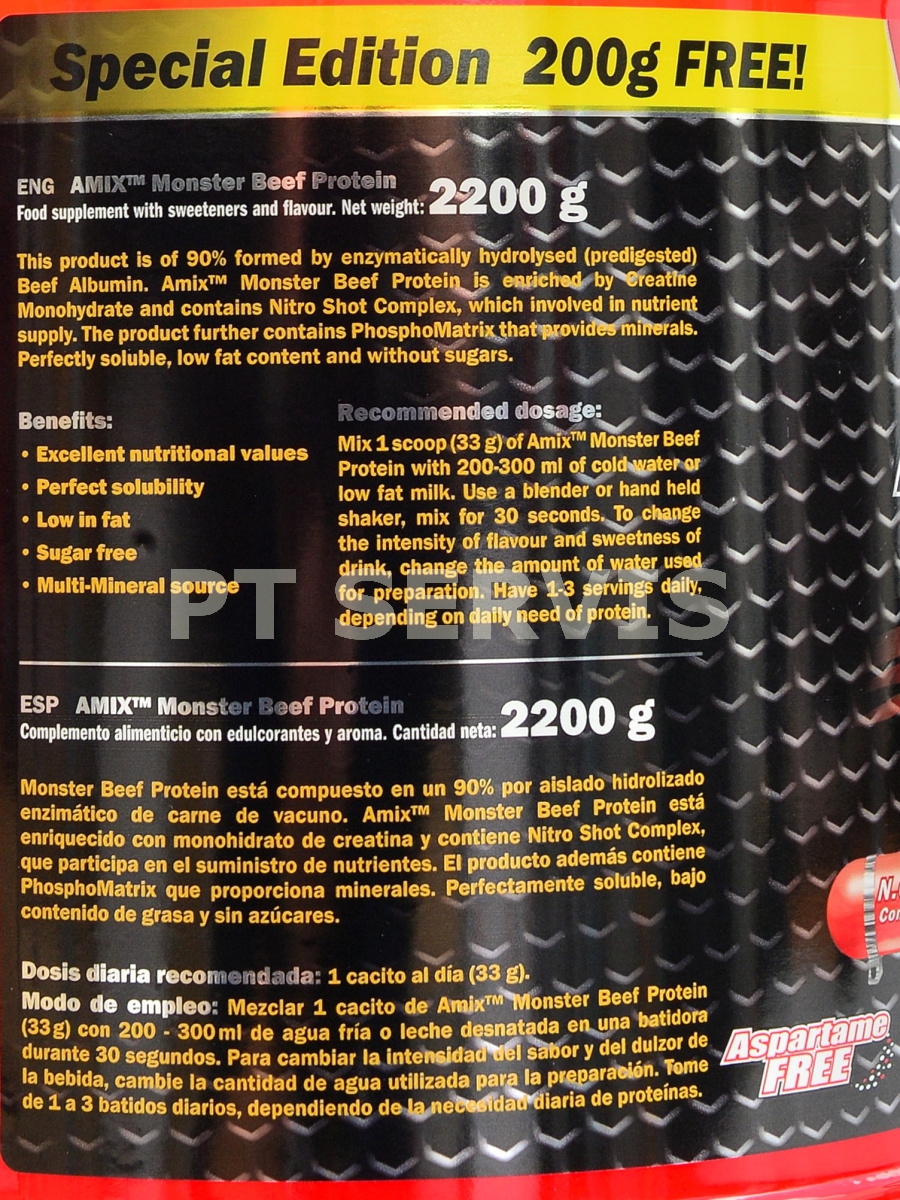 Special Edition 200g FREE!
ENG AMIX™ Monster Beef Protein
Food supplement with sweeteners and flavour. Net weight: 2200 g
This product is of 90% formed by enzymatically hydrolysed (predigested)
Beef Albumin. Amix™ Monster Beef Protein is enriched by Creatine
Monohydrate and contains Nitro Shot Complex, which involved in nutrient
supply. The product further contains PhosphoMatrix that provides minerals.
Perfectly soluble, low fat content and without sugars.
Benefits:
• Excellent nutritional values
• Perfect solubility
• Low in fat
• Sugar free
• Multi-Mineral source
Recommended dosage:
Mix 1 scoop (33 g) of Amix™ Monster Beef
Protein with 200-300 ml of cold water or
low fat milk. Use a blender or hand held
shaker, mix for 30 seconds. To change
the intensity of flavour and sweetness of
drink, change the amount of water used
for preparation. Have 1-3 servings daily,
depending on daily need of protein.
PT SERVIS
ESP AMIX™ Monster Beef Protein
Complemento alimenticio con edulcorantes y aroma. Cantidad neta: 2200 g
Monster Beef Protein está compuesto en un 90% por aislado hidrolizado
enzimático de carne de vacuno. Amix™ Monster Beef Protein está
enriquecido con monohidrato de creatina y contiene Nitro Shot Complex,
que participa en el suministro de nutrientes. El producto además contiene
PhosphoMatrix que proporciona minerales. Perfectamente soluble, bajo
contenido de grasa y sin azúcares.
Dosis diaria recomendada: 1 cacito al día (33 g).
Modo de empleo: Mezclar 1 cacito de Amix™ Monster Beef Protein
(33 g) con 200 - 300 ml de agua fría o leche desnatada en una batidora
durante 30 segundos. Para cambiar la intensidad del sabor y del dulzor de
la bebida, cambie la cantidad de agua utilizada para la preparación. Tome
de 1 a 3 batidos diarios, dependiendo de la necesidad diaria de proteínas.
Aspartame
FREE